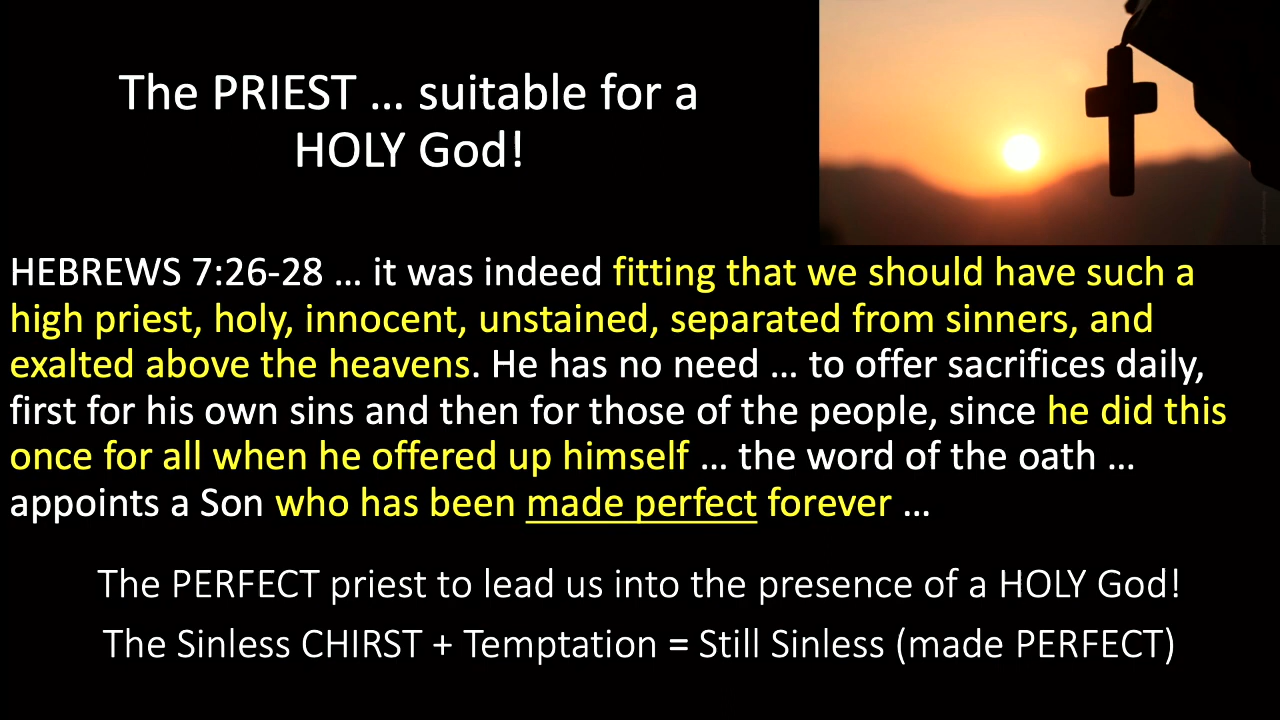 The PRIEST … suitable for a
HOLY God!
HEBREWS 7:26-28 … it was indeed fitting that we should have such a
high priest, holy, innocent, unstained, separated from sinners, and
exalted above the heavens. He has no need … to offer sacrifices daily,
first for his own sins and then for those of the people, since he did this
once for all when he offered up himself … the word of the oath …
appoints a Son who has been made perfect forever …
The PERFECT priest to lead us into the presence of a HOLY God!
The Sinless CHIRST + Temptation = Still Sinless (made PERFECT)